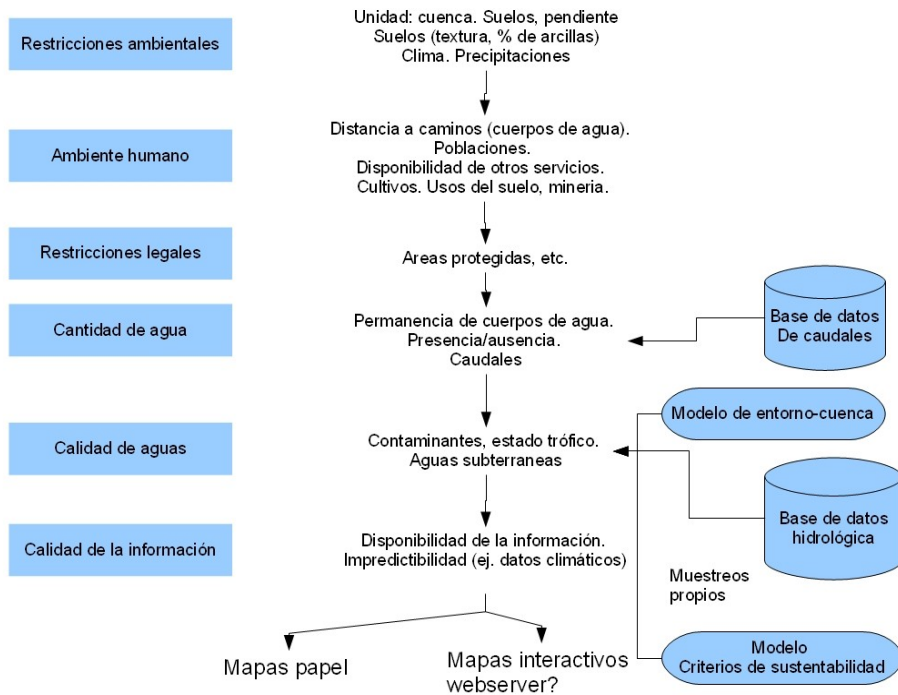 Restricciones ambientales
Unidad: cuenca. Suelos, pendiente
Suelos (textura, % de arcillas)
Clima. Precipitaciones
Ambiente humano
Distancia a caminos (cuerpos de agua).
Poblaciones.
Disponibilidad de otros servicios.
Cultivos. Usos del suelo, mineria.
Restricciones legales
Areas protegidas, etc.
Cantidad de agua
Permanencia de cuerpos de agua.
Presencia/ausencia.
Caudales
Base de datos
De caudales
Modelo de entorno-cuenca
Calidad de aguas
Contaminantes, estado trófico.
Aguas subterraneas
Base de datos
hidrológica
Calidad de la información
Disponibilidad de la información.
Impredictibilidad (ej. datos climáticos)
Muestreos
propios
Mapas papel
Mapas interactivos
webserver?
Modelo
Criterios de sustentabilidad